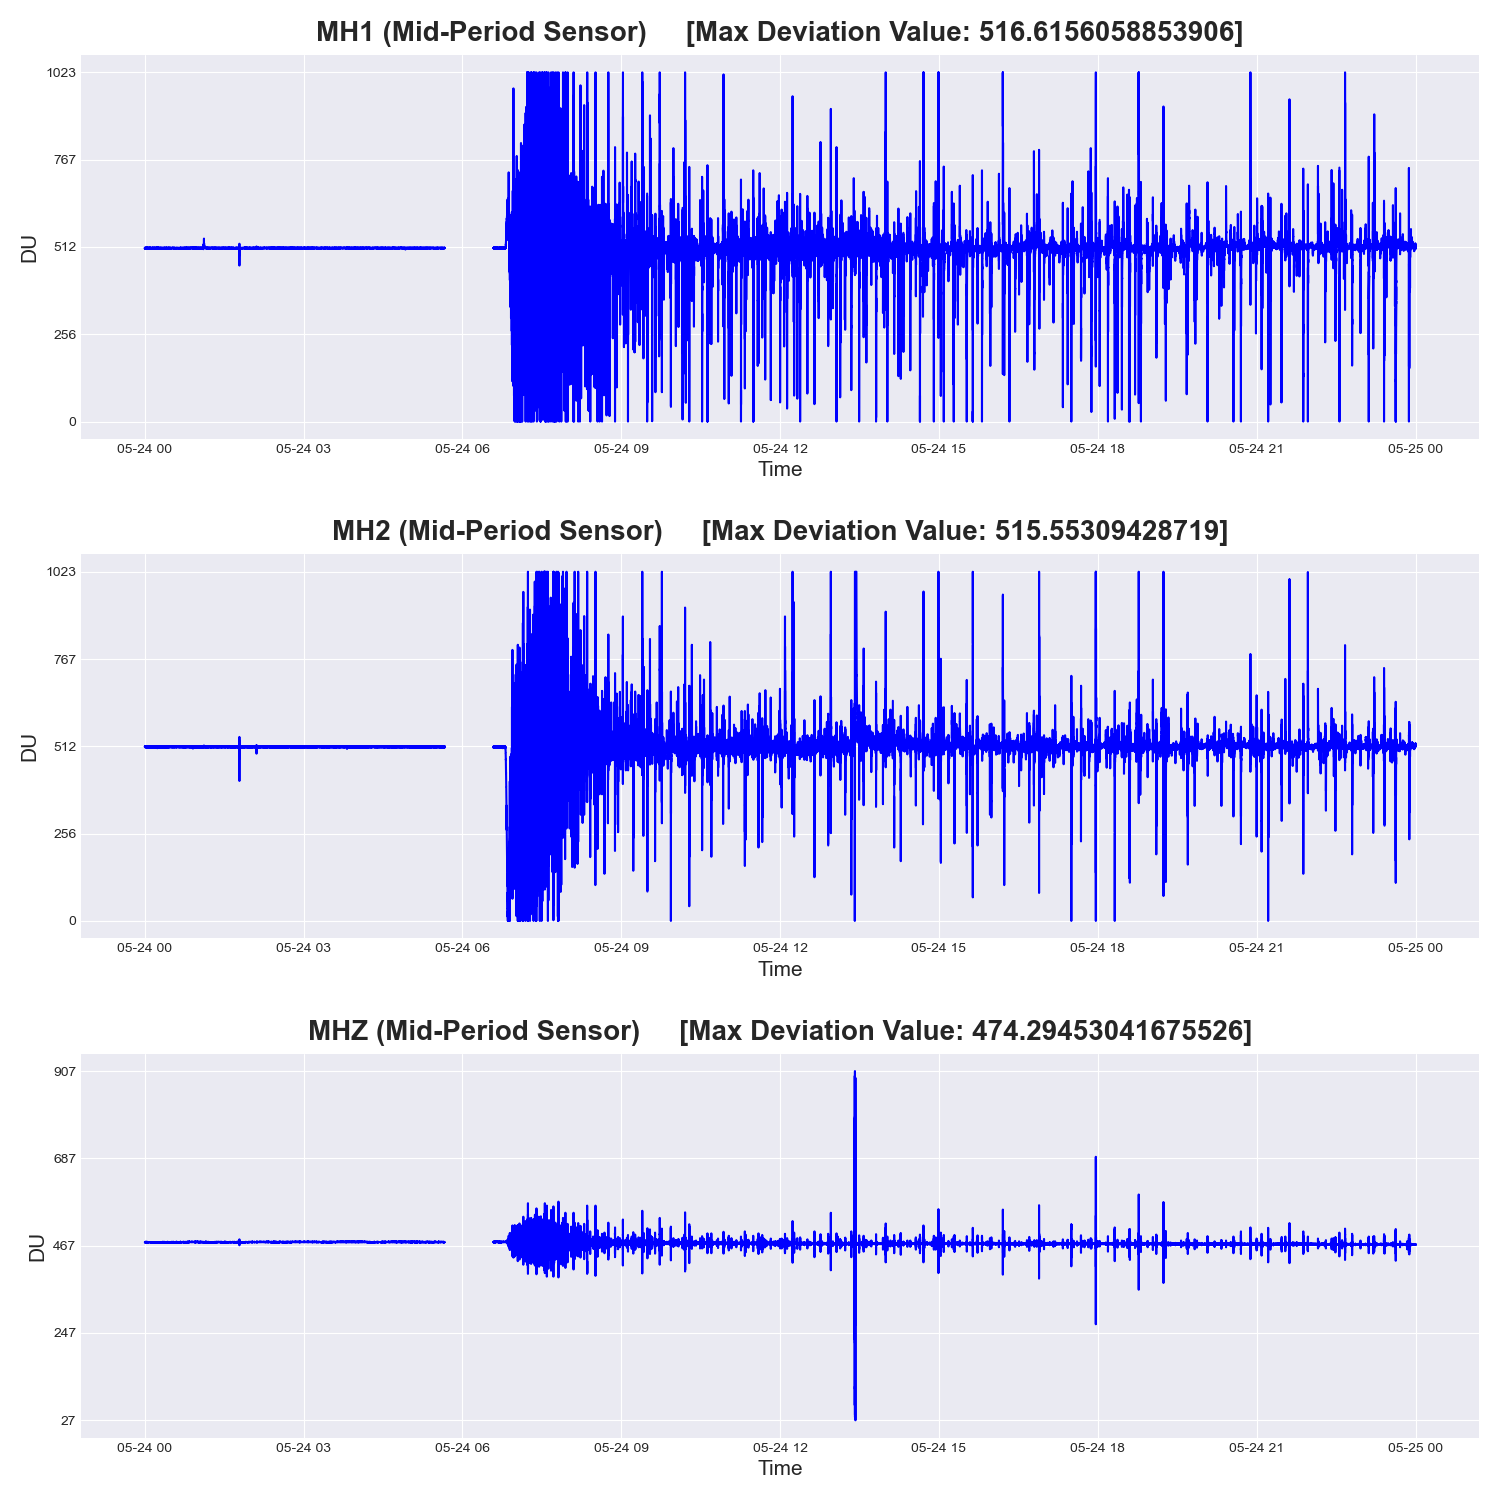 MH1 (Mid-Period Sensor) [Max Deviation Value: 516.6156058853906]
1023
767
512
256
0
DU
05-24 00 05-24 03 05-24 06 05-24 09 05-24 12 05-24 15 05-24 18 05-24 21 05-25 00
Time
MH2 (Mid-Period Sensor) [Max Deviation Value: 515.55309428719]
1023
767
512
256
0
DU
05-24 00 05-24 03 05-24 06 05-24 09 05-24 12 05-24 15 05-24 18 05-24 21 05-25 00
Time
MHZ (Mid-Period Sensor) [Max Deviation Value: 474.29453041675526]
907
687
467
247
27
DU
05-24 00 05-24 03 05-24 06 05-24 09 05-24 12 05-24 15 05-24 18 05-24 21 05-25 00
Time